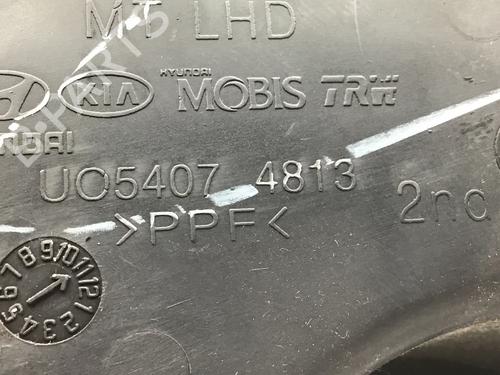 MT LHD
KIA HYUNDAI MOBIS TRW
UO5407 4813
>PPF<
2nd
6 7 8 9 10 11 12 1 2 3 4 5